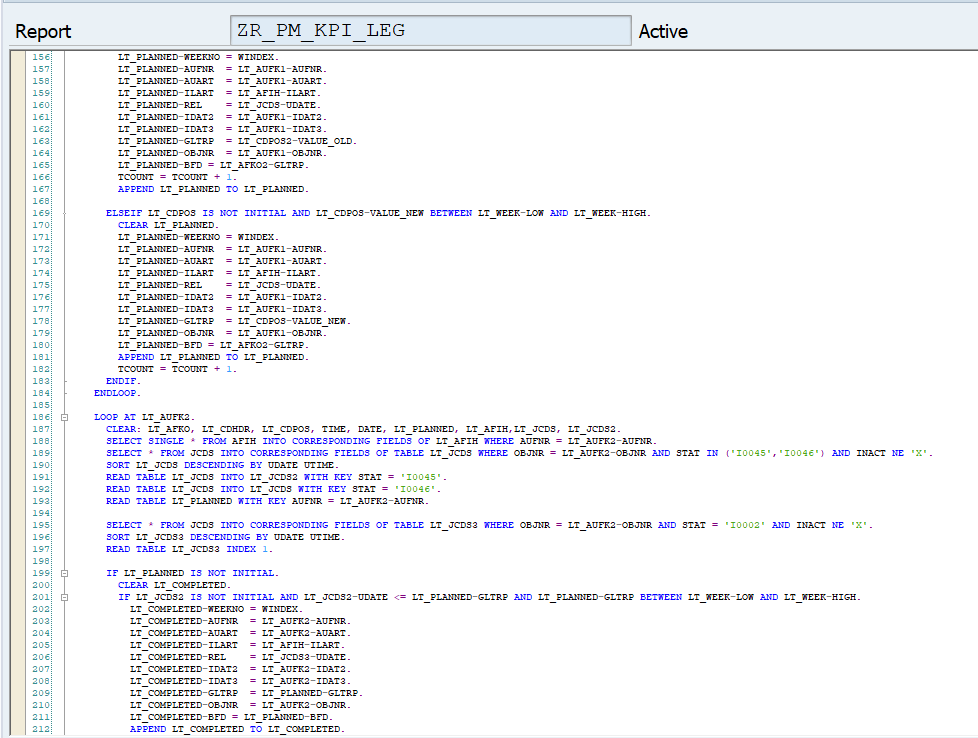 Report ZR_PM_KPI_LEG Active
156 LT_PLANNED-WEEKNO = WINDEX.
157 LT_PLANNED-AUFNR = LT_AUFK1-AUFNR.
158 LT_PLANNED-AUART = LT_AUFK1-AUART.
159 LT_PLANNED-ILART = LT_AFIH-ILART.
160 LT_PLANNED-REL = LT_JCDS-UDATE.
161 LT_PLANNED-IDAT2 = LT_AUFK1-IDAT2.
162 LT_PLANNED-IDAT3 = LT_AUFK1-IDAT3.
163 LT_PLANNED-GLTRP = LT_CDPOS2-VALUE_OLD.
164 LT_PLANNED-OBJNR = LT_AUFK1-OBJNR.
165 LT_PLANNED-BFD = LT_AFKO2-GLTRP.
166 TCOUNT = TCOUNT + 1.
167 APPEND LT_PLANNED TO LT_PLANNED.
168
169 ELSEIF LT_CDPOS IS NOT INITIAL AND LT_CDPOS-VALUE_NEW BETWEEN LT_WEEK-LOW AND LT_WEEK-HIGH.
170 CLEAR LT_PLANNED.
171 LT_PLANNED-WEEKNO = WINDEX.
172 LT_PLANNED-AUFNR = LT_AUFK1-AUFNR.
173 LT_PLANNED-AUART = LT_AUFK1-AUART.
174 LT_PLANNED-ILART = LT_AFIH-ILART.
175 LT_PLANNED-REL = LT_JCDS-UDATE.
176 LT_PLANNED-IDAT2 = LT_AUFK1-IDAT2.
177 LT_PLANNED-IDAT3 = LT_AUFK1-IDAT3.
178 LT_PLANNED-GLTRP = LT_CDPOS-VALUE_NEW.
179 LT_PLANNED-OBJNR = LT_AUFK1-OBJNR.
180 LT_PLANNED-BFD = LT_AFKO2-GLTRP.
181 APPEND LT_PLANNED TO LT_PLANNED.
182 TCOUNT = TCOUNT + 1.
183 ENDIF.
184 ENDLOOP.
185
186 LOOP AT LT_AUFK2.
187 CLEAR: LT_AFKO, LT_CDHDR, LT_CDPOS, TIME, DATE, LT_PLANNED, LT_AFIH,LT_JCDS, LT_JCDS2.
188 SELECT SINGLE * FROM AFIH INTO CORRESPONDING FIELDS OF LT_AFIH WHERE AUFNR = LT_AUFK2-AUFNR.
189 SELECT * FROM JCDS INTO CORRESPONDING FIELDS OF TABLE LT_JCDS WHERE OBJNR = LT_AUFK2-OBJNR AND STAT IN ('I0045','I0046') AND INACT NE 'X'.
190 SORT LT_JCDS DESCENDING BY UDATE UTIME.
191 READ TABLE LT_JCDS INTO LT_JCDS2 WITH KEY STAT = 'I0045'.
192 READ TABLE LT_JCDS INTO LT_JCDS WITH KEY STAT = 'I0046'.
193 READ TABLE LT_PLANNED WITH KEY AUFNR = LT_AUFK2-AUFNR.
194
195 SELECT * FROM JCDS INTO CORRESPONDING FIELDS OF TABLE LT_JCDS3 WHERE OBJNR = LT_AUFK2-OBJNR AND STAT = 'I0002' AND INACT NE 'X'.
196 SORT LT_JCDS3 DESCENDING BY UDATE UTIME.
197 READ TABLE LT_JCDS3 INDEX 1.
198
199 IF LT_PLANNED IS NOT INITIAL.
200 CLEAR LT_COMPLETED.
201 IF LT_JCDS2 IS NOT INITIAL AND LT_JCDS2-UDATE <= LT_PLANNED-GLTRP AND LT_PLANNED-GLTRP BETWEEN LT_WEEK-LOW AND LT_WEEK-HIGH.
202 LT_COMPLETED-WEEKNO = WINDEX.
203 LT_COMPLETED-AUFNR = LT_AUFK2-AUFNR.
204 LT_COMPLETED-AUART = LT_AUFK2-AUART.
205 LT_COMPLETED-ILART = LT_AFIH-ILART.
206 LT_COMPLETED-REL = LT_JCDS3-UDATE.
207 LT_COMPLETED-IDAT2 = LT_AUFK2-IDAT2.
208 LT_COMPLETED-IDAT3 = LT_AUFK2-IDAT3.
209 LT_COMPLETED-GLTRP = LT_PLANNED-GLTRP.
210 LT_COMPLETED-OBJNR = LT_AUFK2-OBJNR.
211 LT_COMPLETED-BFD = LT_PLANNED-BFD.
212 APPEND LT_COMPLETED TO LT_COMPLETED.